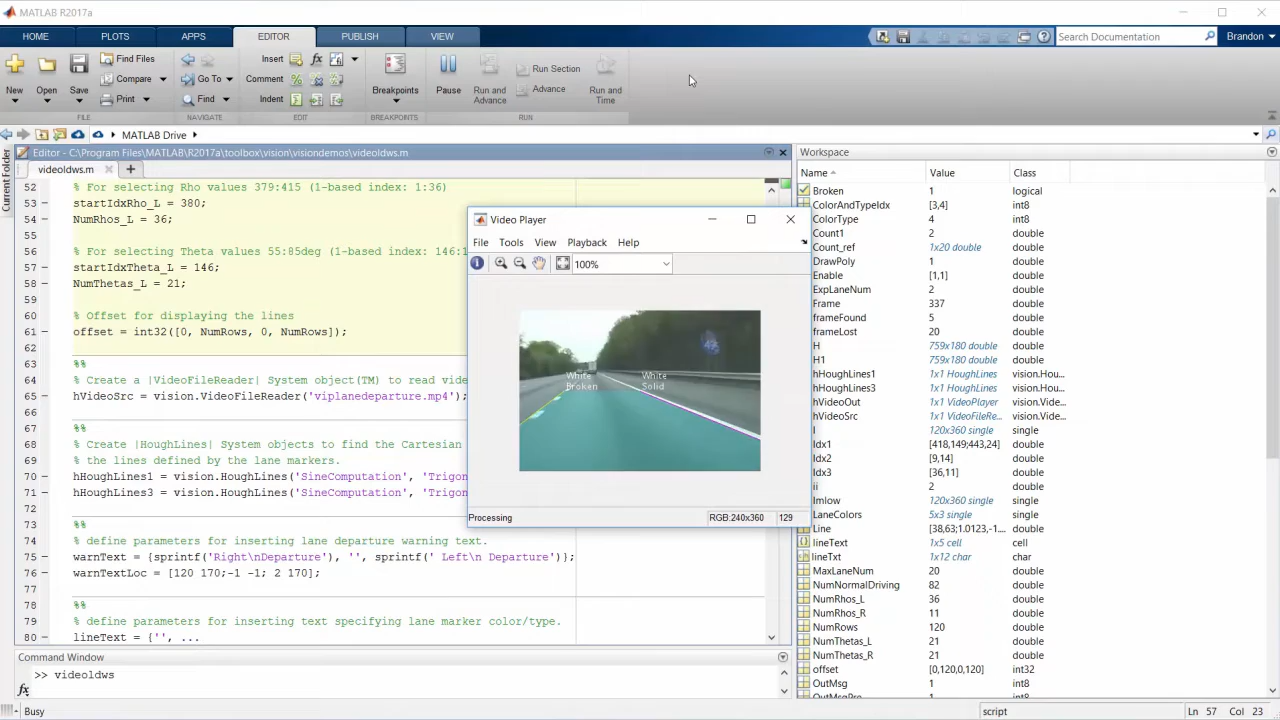 MATLAB R2017a
HOME PLOTS APPS EDITOR PUBLISH VIEW
Search Documentation Brandon
New Open Save Find Files Compare Print
Go To Find
Insert Comment Indent
Breakpoints Pause Run and Advance Run Section Advance Run and Time
FILE NAVIGATE EDIT BREAKPOINTS RUN
MATLAB Drive
Current Folder
Editor - C:\Program Files\MATLAB\R2017a\toolbox\vision\visiondemos\videoldws.m
videoldws.m
52 % For selecting Rho values 379:415 (1-based index: 1:36)
53 startIdxRho_L = 380;
54 NumRhos_L = 36;
55
56 % For selecting Theta values 55:85deg (1-based index: 146:1
57 startIdxTheta_L = 146;
58 NumThetas_L = 21;
59
60 % Offset for displaying the lines
61 offset = int32([0, NumRows, 0, NumRows]);
62
63 %%
64 % Create a |VideoFileReader| System object(TM) to read vide
65 hVideoSrc = vision.VideoFileReader('viplanedeparture.mp4');
66
67 %%
68 % Create |HoughLines| System objects to find the Cartesian
69 % the lines defined by the lane markers.
70 hHoughLines1 = vision.HoughLines('SineComputation', 'Trigon
71 hHoughLines3 = vision.HoughLines('SineComputation', 'Trigon
72
73 %%
74 % define parameters for inserting lane departure warning text.
75 warnText = {sprintf('Right\nDeparture'), '', sprintf(' Left\n Departure')};
76 warnTextLoc = [120 170;-1 -1; 2 170];
77
78 %%
79 % define parameters for inserting text specifying lane marker color/type.
80 lineText = {'', ...
Video Player
File Tools View Playback Help
100%
White Broken
White Solid
Processing RGB:240x360 129
Workspace
Name Value Class
Broken 1 logical
ColorAndTypeIdx [3,4] int8
ColorType 4 int8
Count1 2 double
Count_ref 1x20 double double
DrawPoly 1 double
Enable [1,1] double
ExpLaneNum 2 double
Frame 337 double
frameFound 5 double
frameLost 20 double
H 759x180 double double
H1 759x180 double double
hHoughLines1 1x1 HoughLines vision.Hou...
hHoughLines3 1x1 HoughLines vision.Hou...
hVideoOut 1x1 VideoPlayer vision.Vide...
hVideoSrc 1x1 VideoFileRe... vision.Vide...
I 120x360 single single
Idx1 [418,149;443,24] double
Idx2 [9,14] double
Idx3 [36,11] double
ii 2 double
Imlow 120x360 single single
LaneColors 5x3 single single
Line [38,63;1.0123,-1.... double
lineText 1x5 cell cell
lineTxt 1x12 char char
MaxLaneNum 20 double
NumNormalDriving 82 double
NumRhos_L 36 double
NumRhos_R 11 double
NumRows 120 double
NumThetas_L 21 double
NumThetas_R 21 double
offset [0,120,0,120] int32
OutMsg 1 int8
OutMsgPre 1 int8
Command Window
>> videoldws
fx
Busy script Ln 57 Col 23